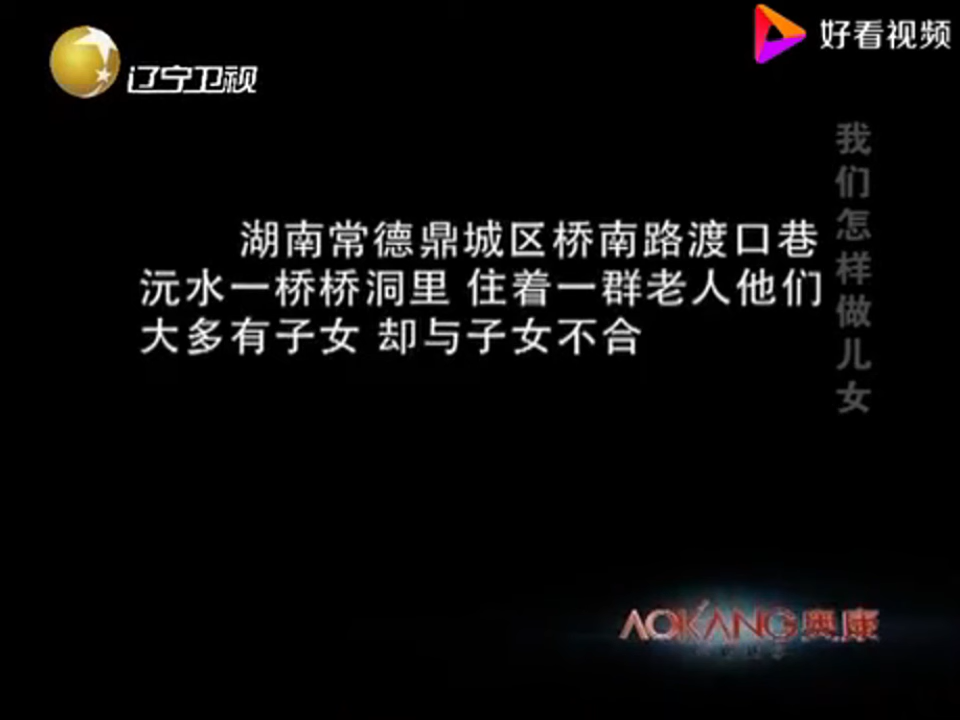 好看视频
辽宁卫视
我们怎样做儿女
湖南常德鼎城区桥南路渡口巷
沅水一桥桥洞里 住着一群老人他们
大多有子女 却与子女不合
AOKANG奥康